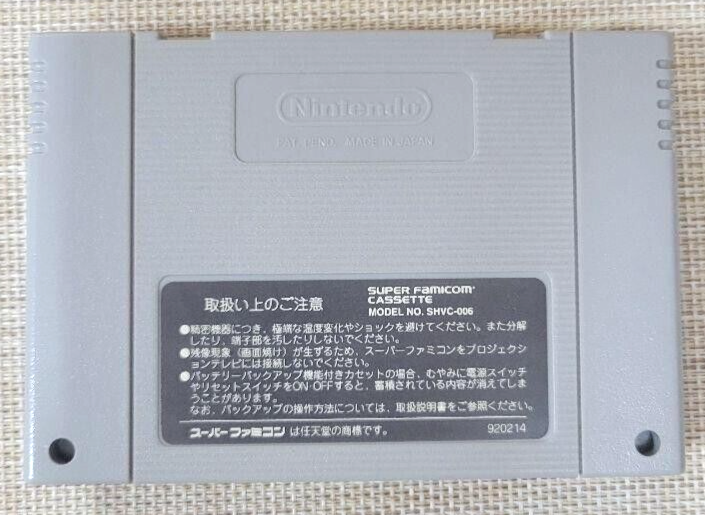 Nintendo
PAT. PEND. MADE IN JAPAN
取扱い上のご注意
SUPER FAMICOM
CASSETTE
MODEL NO. SHVC-006
●精密機器につき、極端な温度変化やショックを避けてください。また分解
したり、端子部を汚したりしないでください。
●残像現象（画面焼け）が生ずるため、スーパーファミコンをプロジェクシ
ョンテレビには接続しないでください。
●バッテリーバックアップ機能付きカセットの場合、むやみに電源スイッチ
やリセットスイッチをON・OFFすると、蓄積されている内容が消えてしま
うことがあります。
なお、バックアップの操作方法については、取扱説明書をご参照ください。
スーパーファミコンは任天堂の商標です。 920214